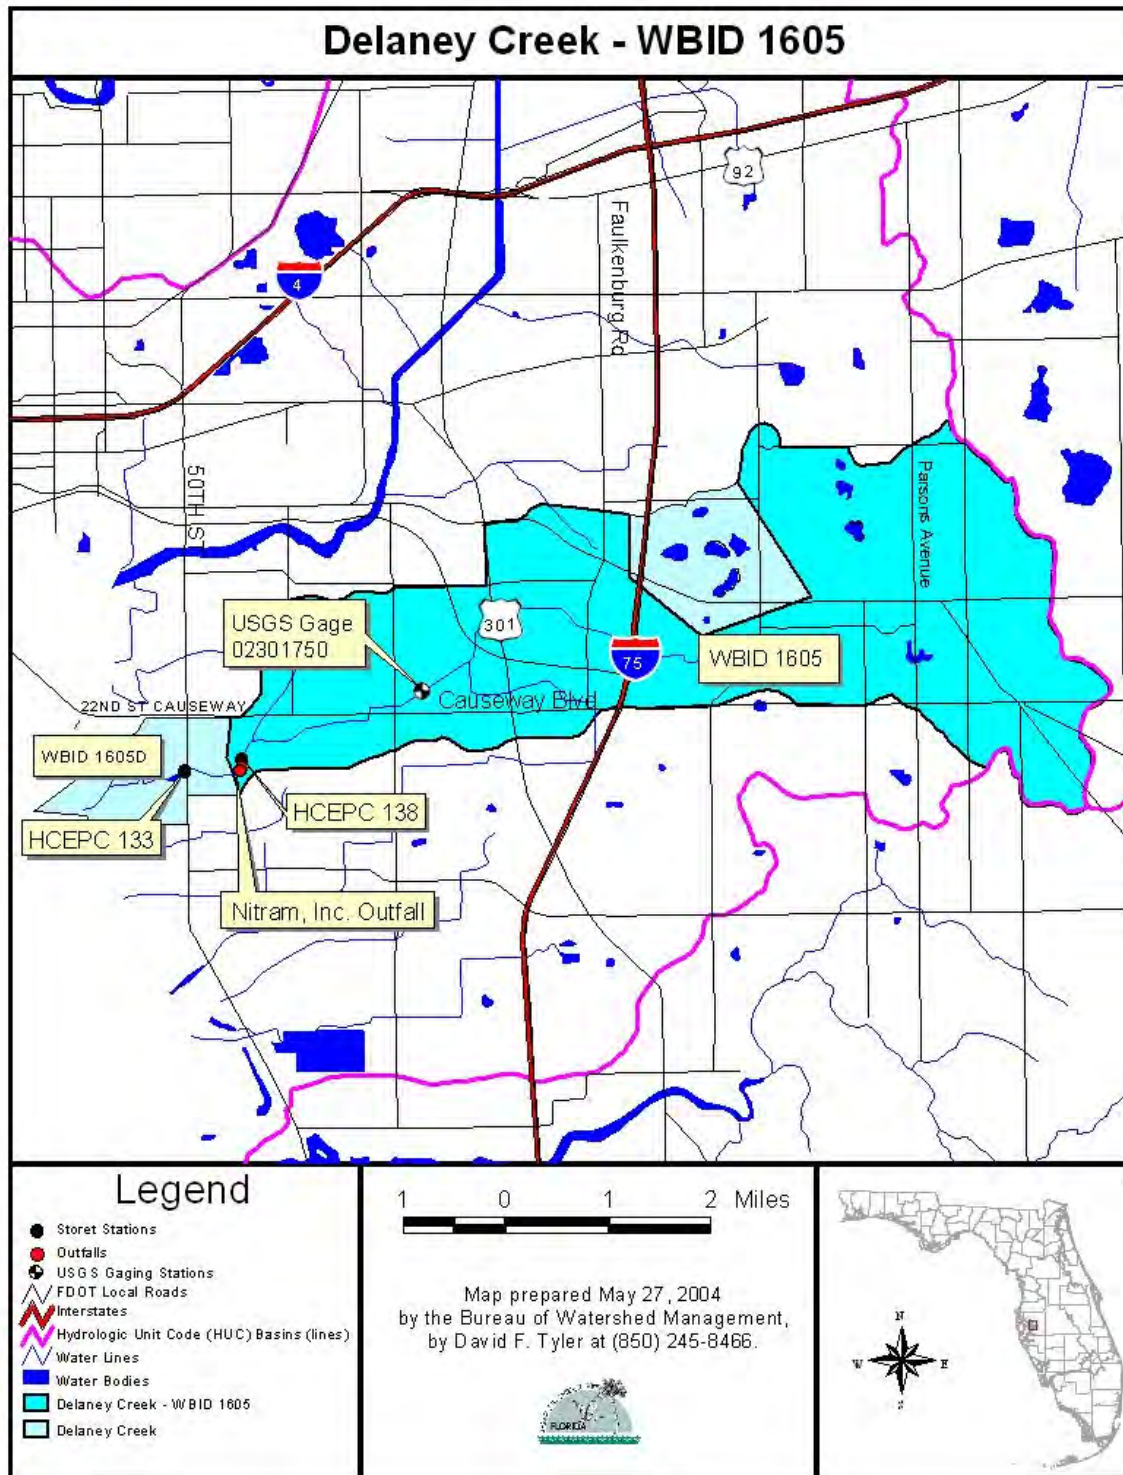 Delaney Creek - WBID 1605
92
Faulkenburg Rd
4
50TH ST
Parsons Avenue
USGS Gage
02301750
301
75
WBID 1605
Causeway Blvd
22ND ST CAUSEWAY
WBID 1605D
HCEPC 138
HCEPC 133
Nitram, Inc. Outfall
Legend
Storet Stations
Outfalls
USGS Gaging Stations
FDOT Local Roads
Interstates
Hydrologic Unit Code (HUC) Basins (lines)
Water Lines
Water Bodies
Delaney Creek - WBID 1605
Delaney Creek
1 0 1 2 Miles
Map prepared May 27, 2004
by the Bureau of Watershed Management,
by David F. Tyler at (850) 245-8466.
FLORIDA
N
W E
S